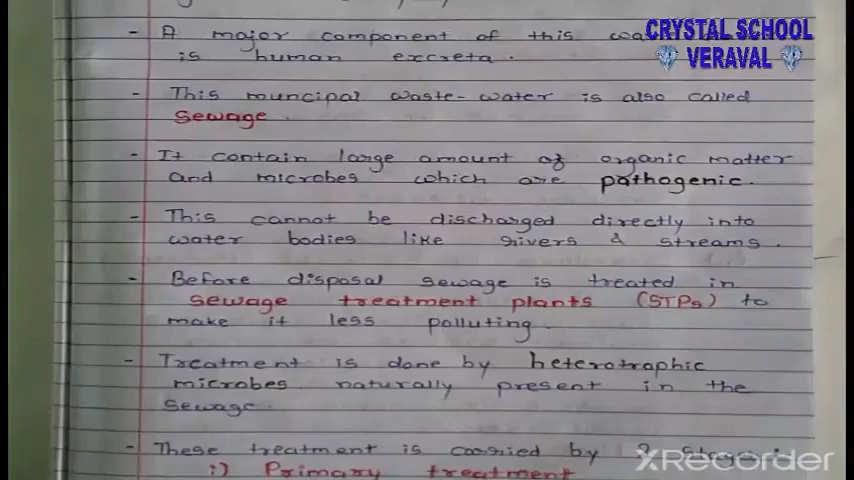 - A major component of this
is human excreta.
- This muncipal waste-water is also called
sewage.
- It contain large amount of organic matter
and microbes which are pathogenic.
- This cannot be discharged directly into
water bodies like rivers & streams.
- Before disposal sewage is treated in
sewage treatment plants (STPs) to
make it less polluting.
- Treatment is done by heterotrophic
microbes naturally present in the
sewage.
- These treatment is carried by 2 stage :
i) Primary treatment
CRYSTAL SCHOOL
VERAVAL
XRecorder